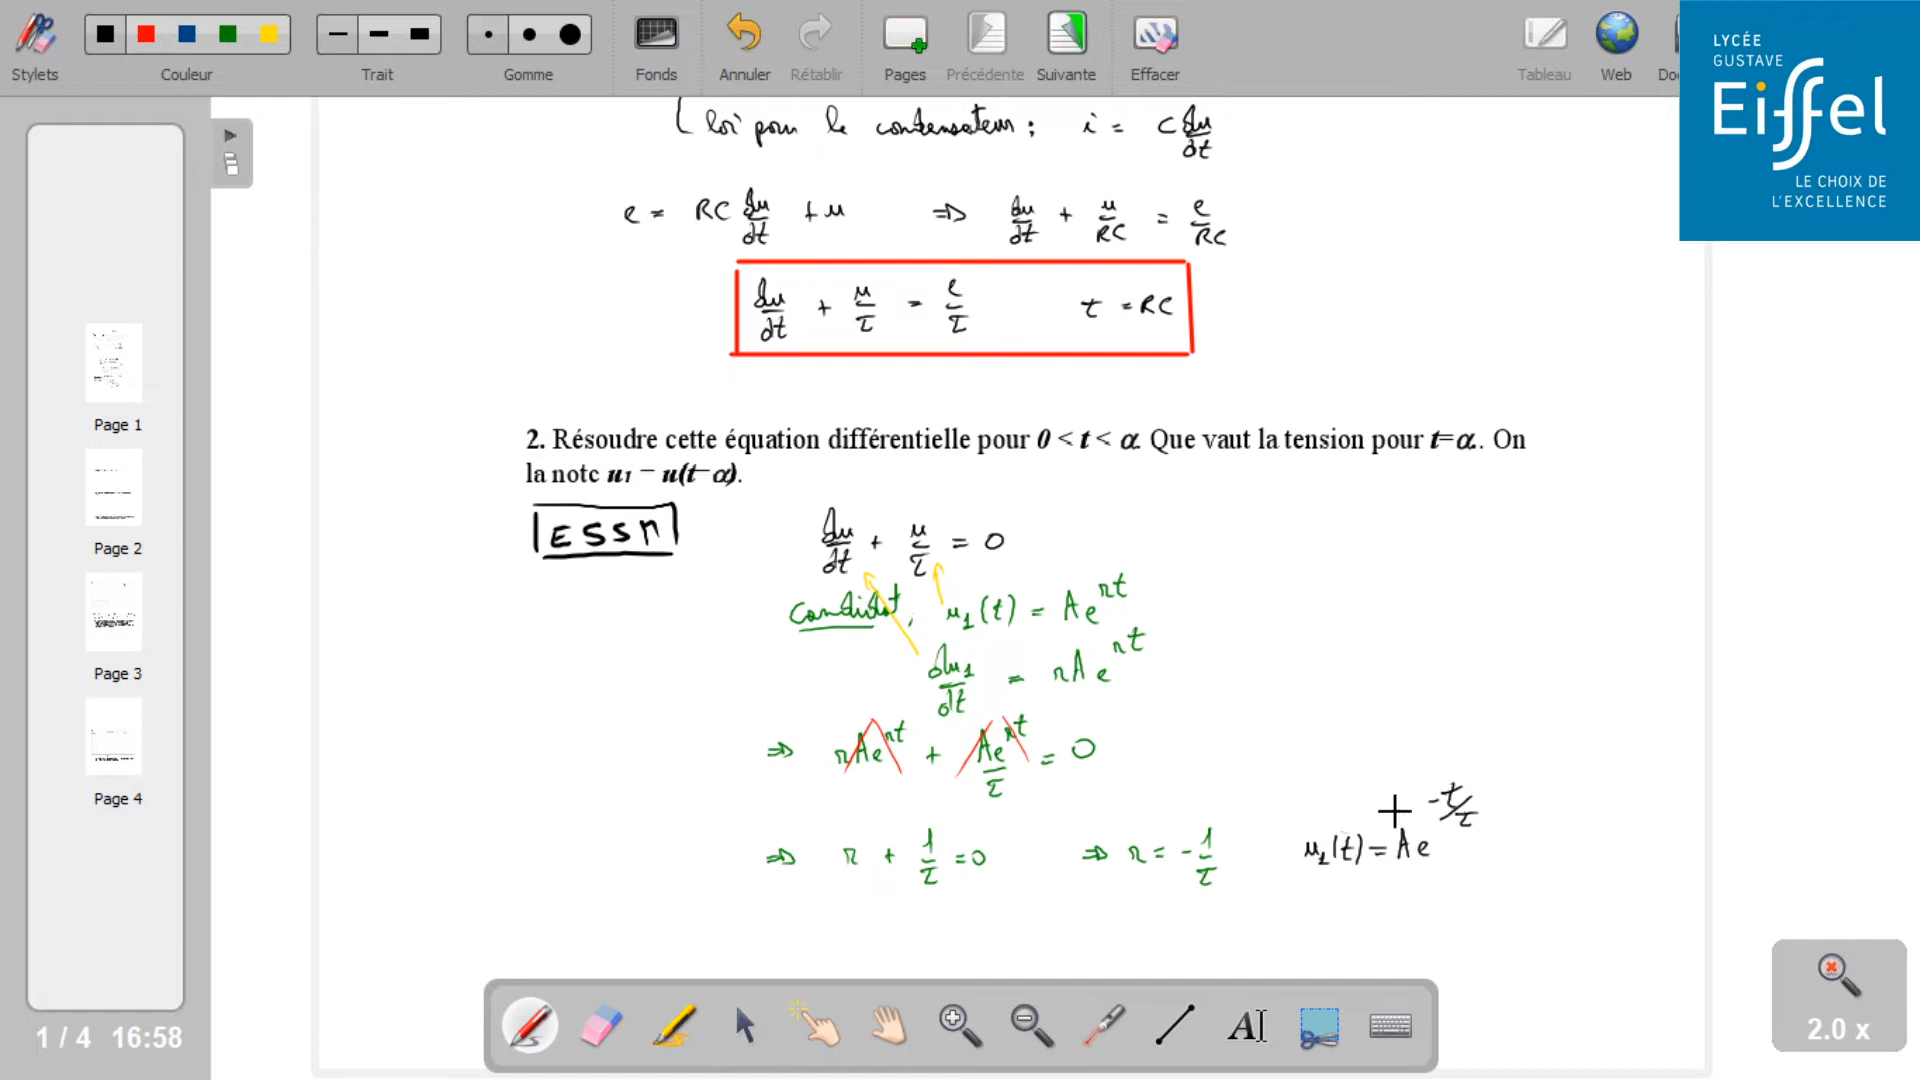 Stylets Couleur Trait Gomme Fonds Annuler Rétablir Pages Précédente Suivante Effacer Tableau Web
LYCÉE
GUSTAVE
Eiffel
LE CHOIX DE
L'EXCELLENCE
loi pour le condensateur : i = C du/dt
e = RC du/dt + u ⇒ du/dt + u/RC = e/RC
du/dt + u/τ = e/τ τ = RC
2. Résoudre cette équation différentielle pour 0 < t < α. Que vaut la tension pour t=α. On
la note u₁ = u(t=α).
ESSM
du/dt + u/τ = 0
candidat : u₁(t) = Ae^rt
du₁/dt = rAe^rt
⇒ rAe^rt + Ae^rt/τ = 0
⇒ r + 1/τ = 0 ⇒ r = -1/τ u₁(t) = Ae^-t/τ
Page 1
Page 2
Page 3
Page 4
1 / 4 16:58
2.0 x